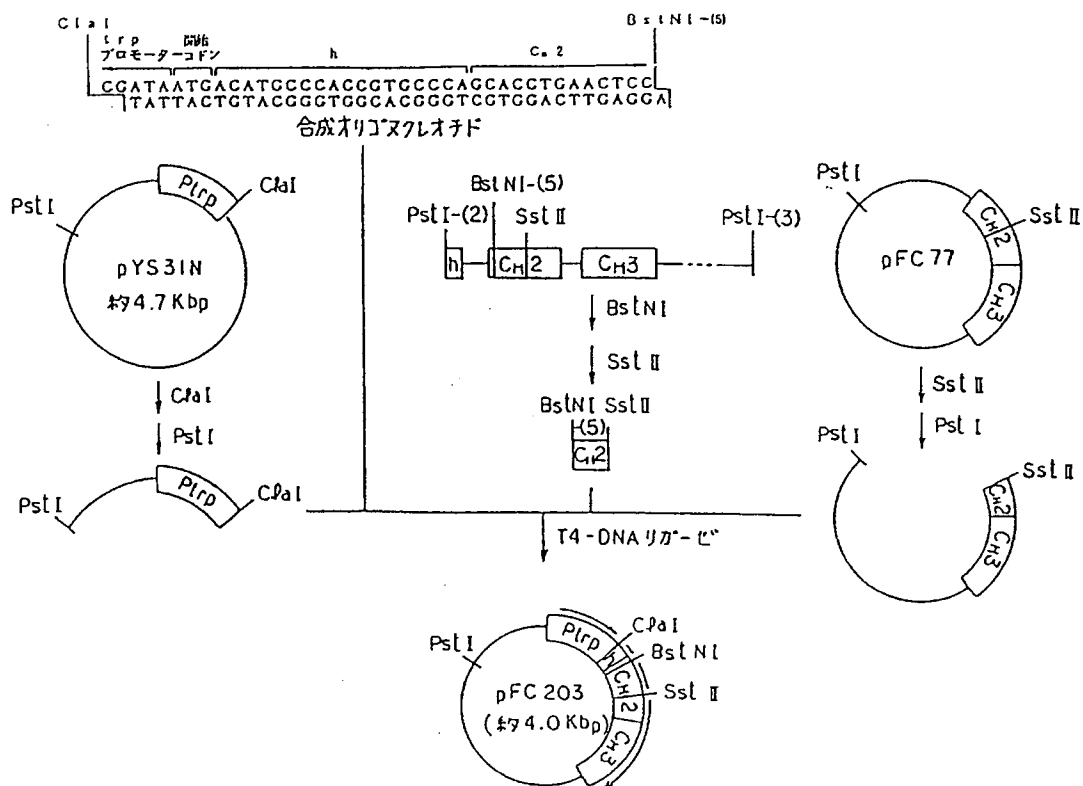 ClaI
BstNI-(5)
trp 開始
プロモーター コドン
h
CH2
CGATAATGACATGCCCACCGTGCCCAGCACCTGAACTCC
TATTACTGTACGGGTGGCACGGGTCGTGGACTTGAGGA
合成オリゴヌクレオチド
PstI
Ptrp
ClaI
pYS31N
約4.7Kbp
ClaI
PstI
PstI
Ptrp
ClaI
BstNI-(5)
PstI-(2)
SstII
PstI-(3)
h
CH2
CH3
BstNI
SstII
BstNI SstII
-(5)
CH2
PstI
CH2
SstII
pFC77
CH3
SstII
PstI
PstI
SstII
CH2
CH3
T4-DNAリガーゼ
PstI
Ptrp
ClaI
h
BstNI
CH2
SstII
pFC203
(約4.0Kbp)
CH3